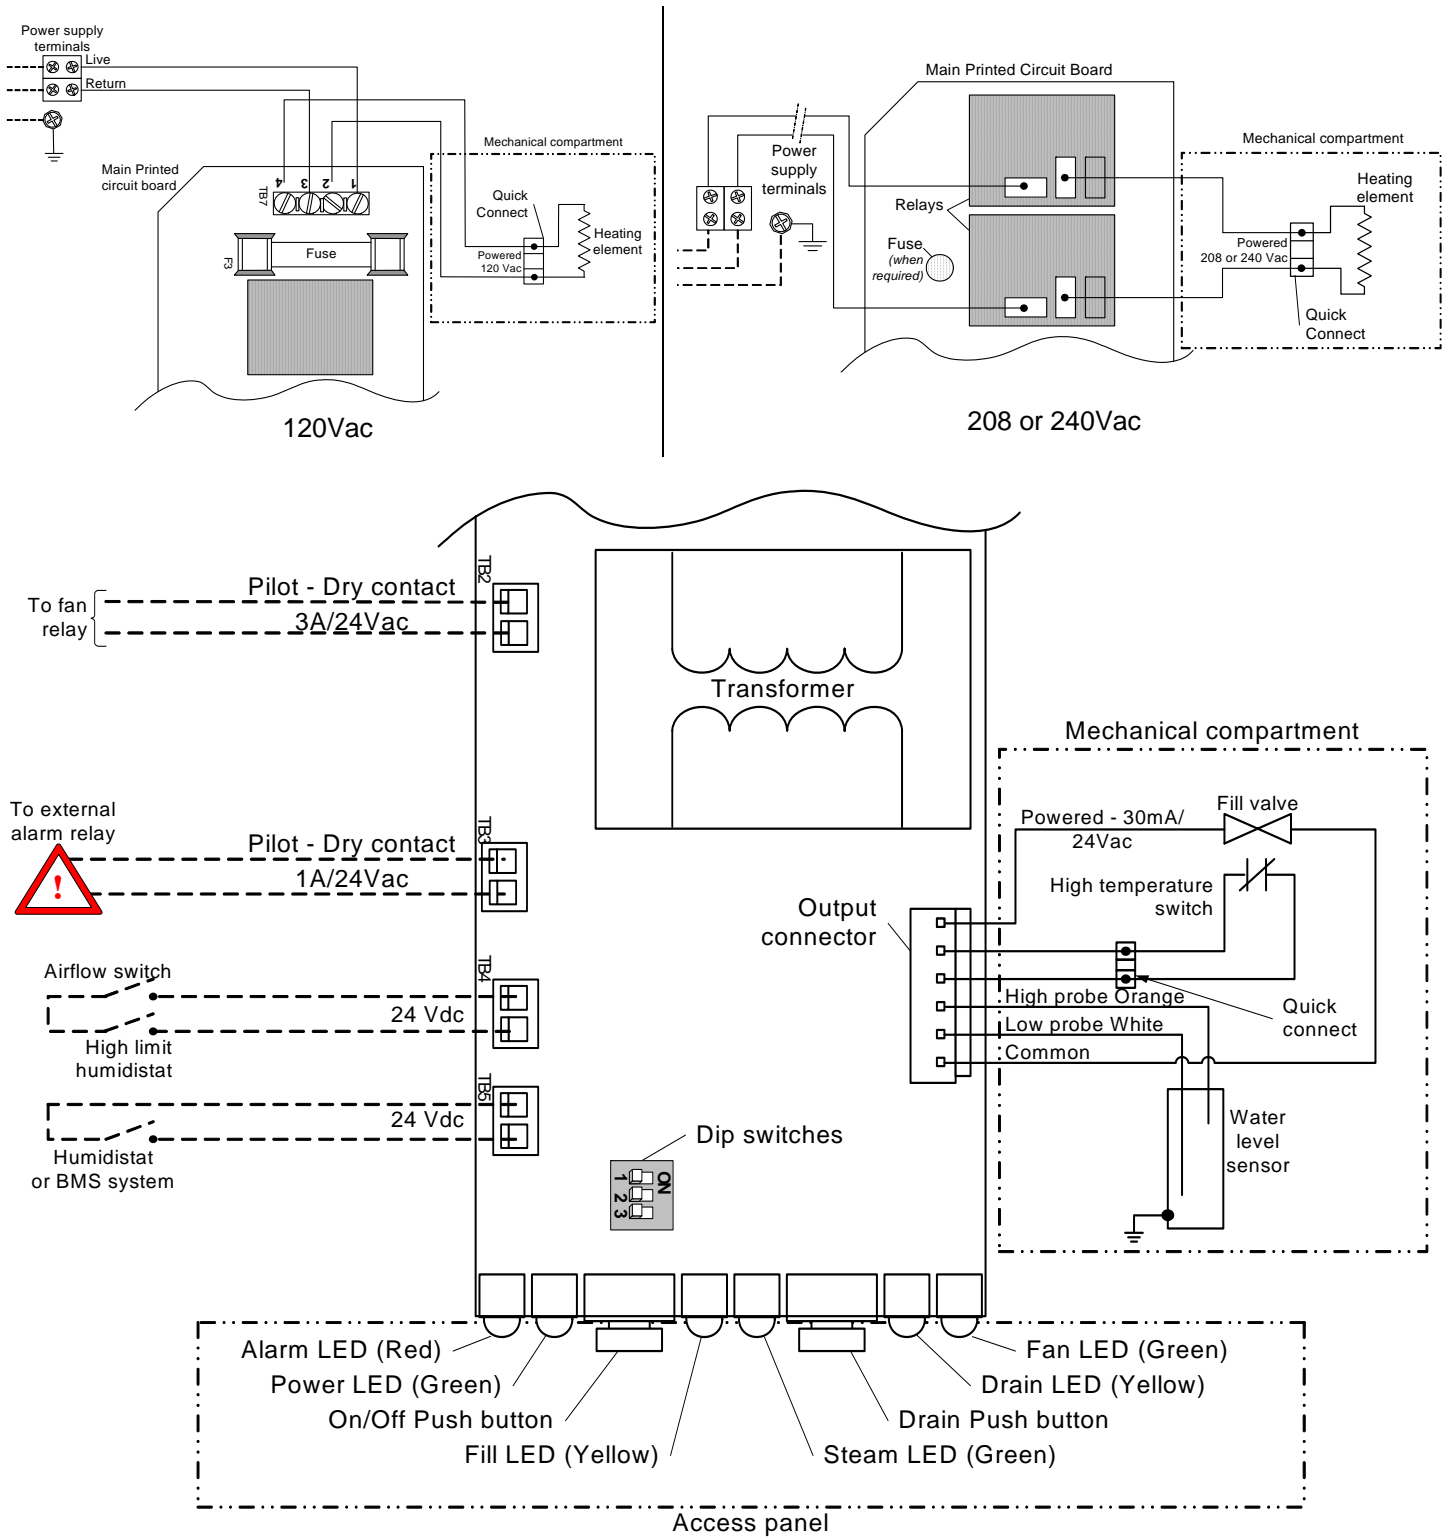 Power supply
terminals
Live
Return
Main Printed
circuit board
4 3 2 1
TB7
F3
Fuse
Mechanical compartment
Quick
Connect
Powered
120 Vac
Heating
element
120Vac
Main Printed Circuit Board
Power
supply
terminals
Relays
Fuse
(when
required)
Mechanical compartment
Heating
element
Powered
208 or 240 Vac
Quick
Connect
208 or 240Vac
To fan
relay
Pilot - Dry contact
3A/24Vac
TB2
Transformer
To external
alarm relay
!
Pilot - Dry contact
1A/24Vac
TB3
Airflow switch
24 Vdc
High limit
humidistat
TB4
24 Vdc
Humidistat
or BMS system
TB5
Dip switches
ON
1
2
3
Output
connector
Mechanical compartment
Powered - 30mA/
24Vac
Fill valve
High temperature
switch
High probe Orange
Low probe White
Common
Quick
connect
Water
level
sensor
Alarm LED (Red)
Power LED (Green)
On/Off Push button
Fill LED (Yellow)
Fan LED (Green)
Drain LED (Yellow)
Drain Push button
Steam LED (Green)
Access panel